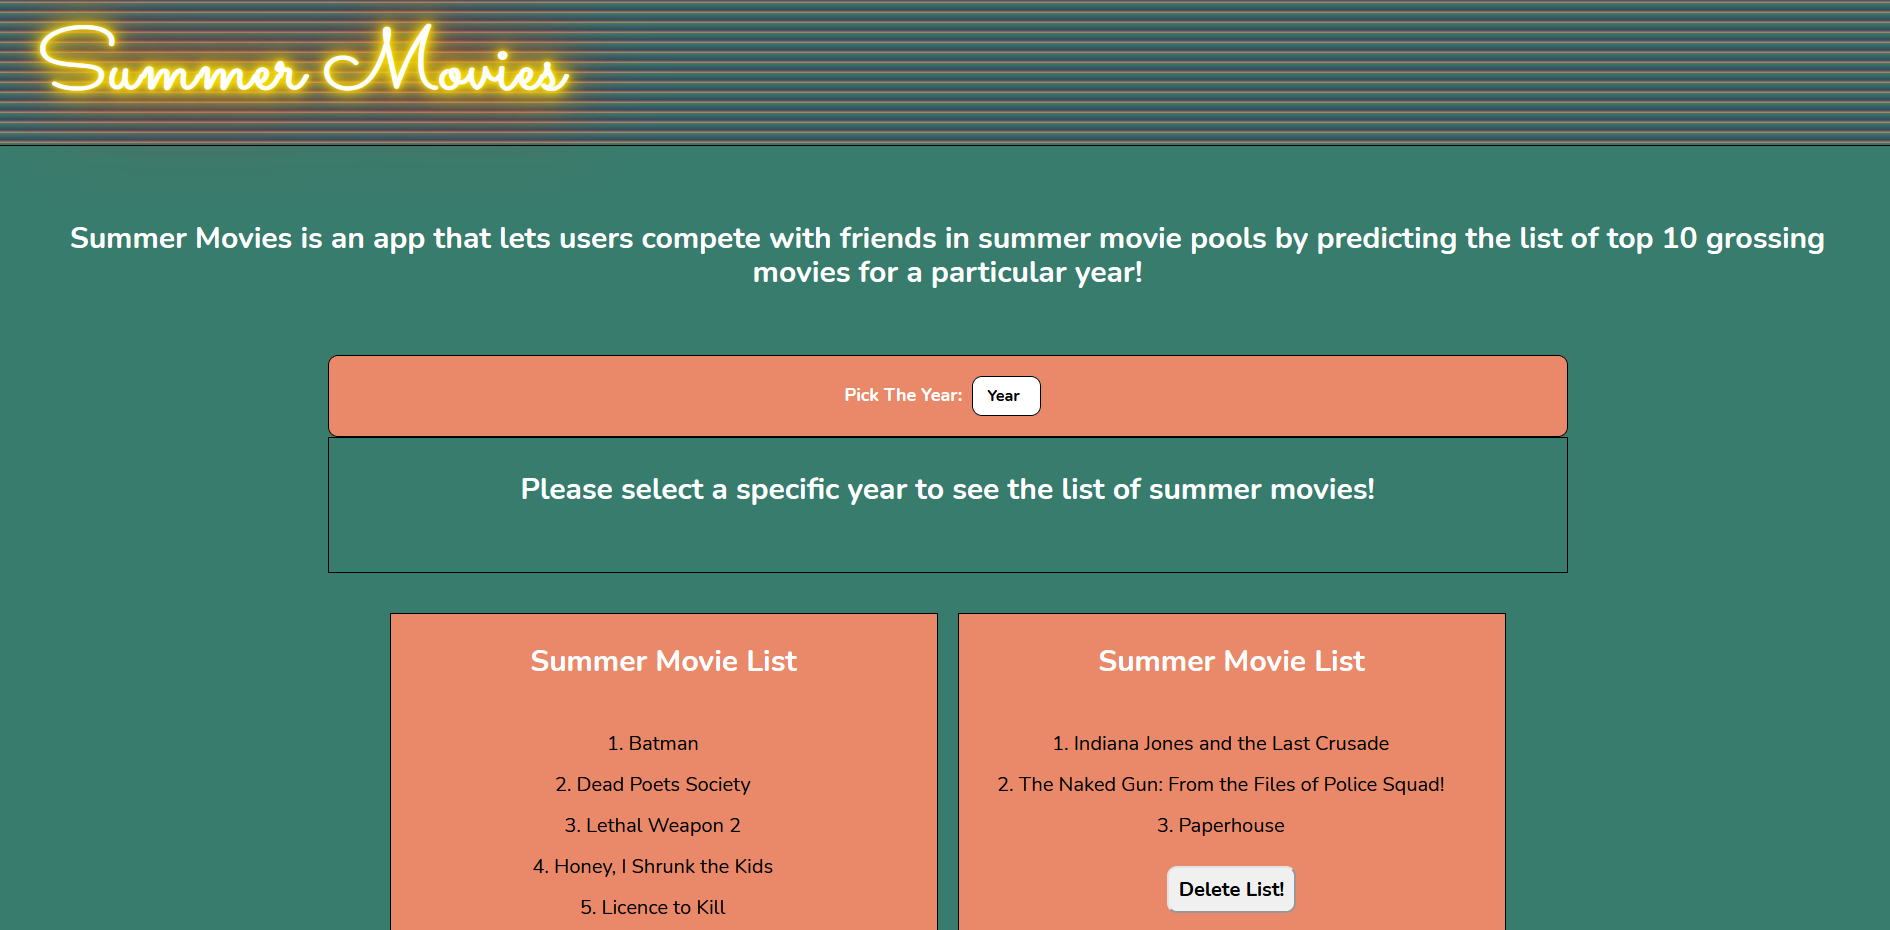 Summer Movies
Summer Movies is an app that lets users compete with friends in summer movie pools by predicting the list of top 10 grossing
movies for a particular year!
Pick The Year: Year
Please select a specific year to see the list of summer movies!
Summer Movie List
1. Batman
2. Dead Poets Society
3. Lethal Weapon 2
4. Honey, I Shrunk the Kids
5. Licence to Kill
Summer Movie List
1. Indiana Jones and the Last Crusade
2. The Naked Gun: From the Files of Police Squad!
3. Paperhouse
Delete List!